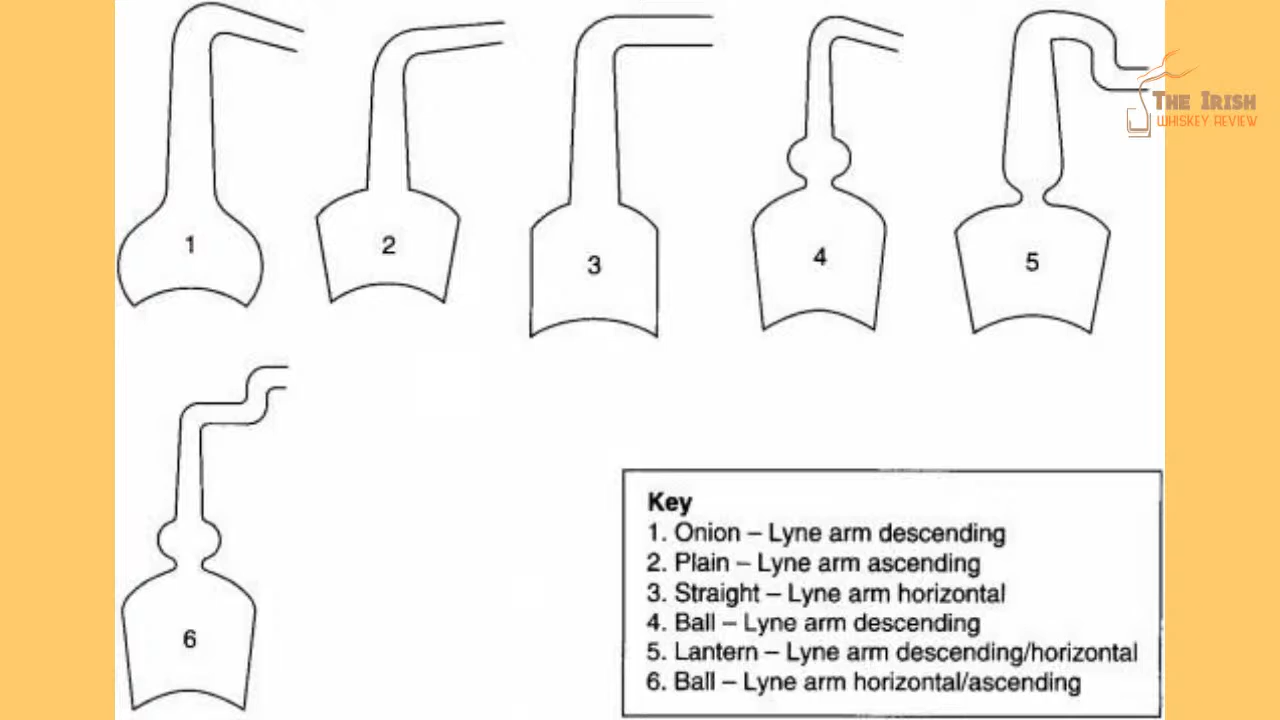 THE IRISH
WHISKEY REVIEW
1
2
3
4
5
6
Key
1. Onion – Lyne arm descending
2. Plain – Lyne arm ascending
3. Straight – Lyne arm horizontal
4. Ball – Lyne arm descending
5. Lantern – Lyne arm descending/horizontal
6. Ball – Lyne arm horizontal/ascending